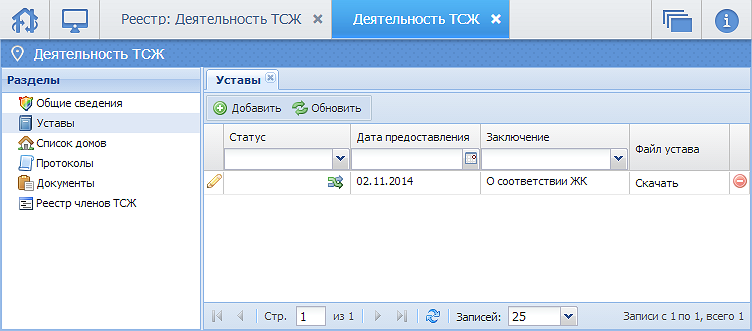 Реестр: Деятельность ТСЖ
Деятельность ТСЖ
Деятельность ТСЖ
Разделы
Общие сведения
Уставы
Список домов
Протоколы
Документы
Реестр членов ТСЖ
Уставы
Добавить Обновить
Статус Дата предоставления Заключение Файл устава
02.11.2014 О соответствии ЖК Скачать
Стр. 1 из 1 Записей: 25 Записи с 1 по 1, всего 1